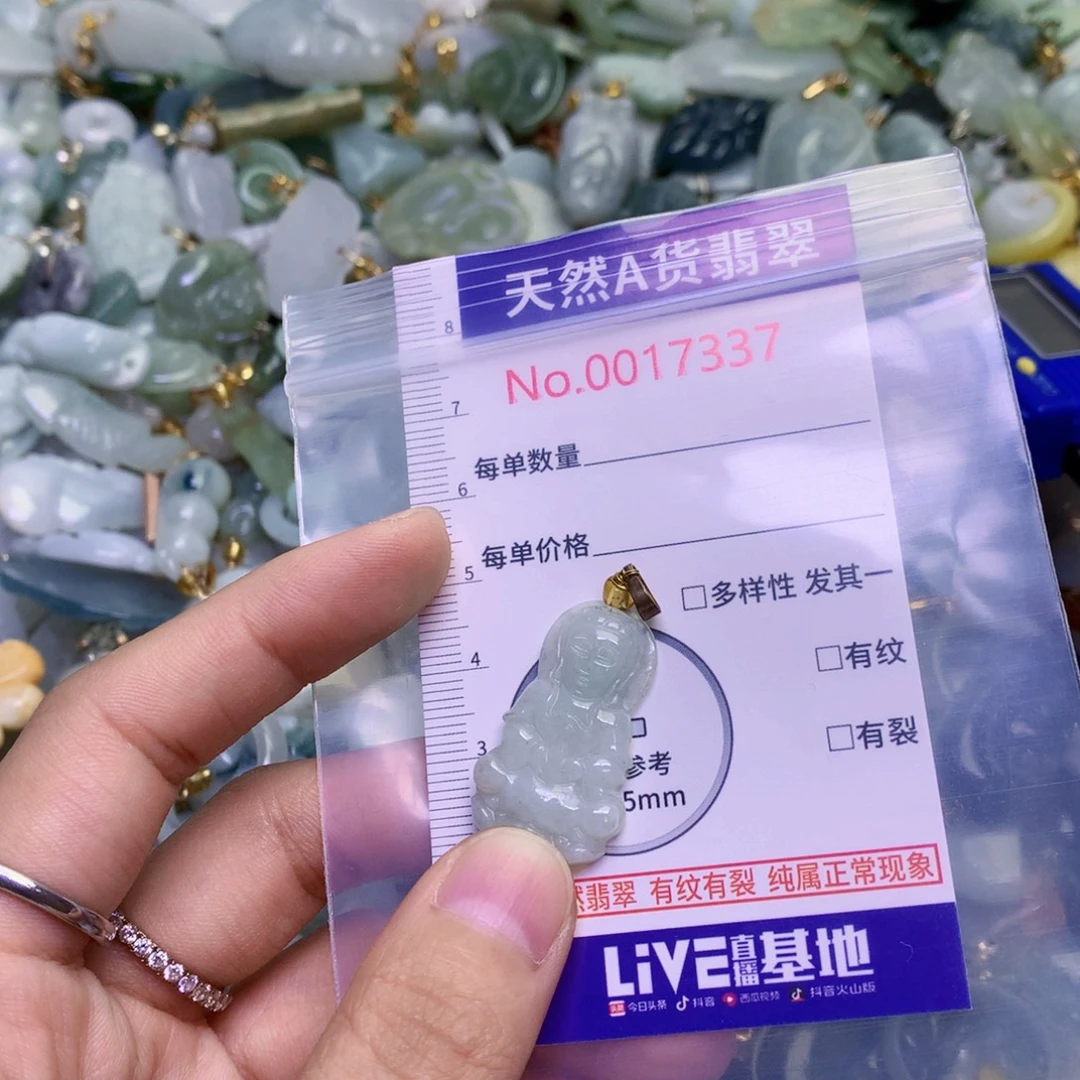 天然A货翡翠
No.0017337
8
7
每单数量
6
每单价格
5
□多样性 发其一
4
□有纹
3
□有裂
参考
5mm
然翡翠 有纹有裂 纯属正常现象
LiVE直播基地
头条 今日头条 抖音 西瓜视频 抖音火山版